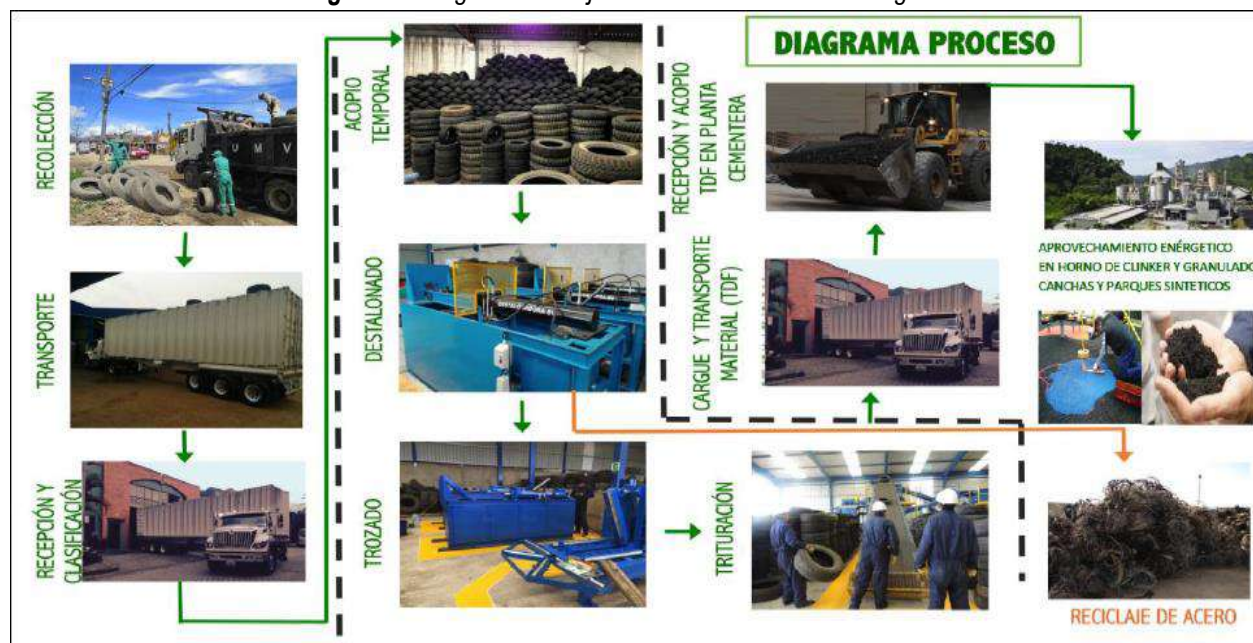 DIAGRAMA PROCESO
RECOLECCIÓN
TRANSPORTE
RECEPCIÓN Y
CLASIFICACIÓN
ACOPIO
TEMPORAL
DESTALONADO
TROZADO
TRITURACIÓN
CARGUE Y TRANSPORTE
MATERIAL (TDF)
RECEPCIÓN Y ACOPIO
TDF EN PLANTA
CEMENTERA
APROVECHAMIENTO ENÉRGETICO
EN HORNO DE CLINKER Y GRANULADO
CANCHAS Y PARQUES SINTETICOS
RECICLAJE DE ACERO
U M V